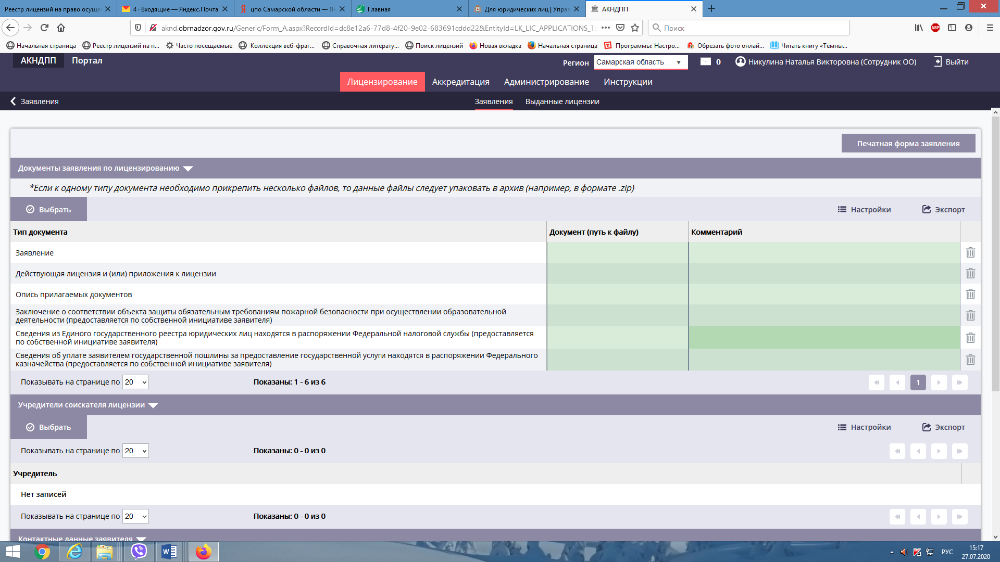 Реестр лицензий на право осуще
4 · Входящие — Яндекс.Почта
цпо Самарской области — Ян
Главная
Для юридических лиц | Управ
АКНДПП
aknd.obrnadzor.gov.ru/Generic/Form_A.aspx?RecordId=dc8e12a6-77d8-4f20-9e02-683691cddd22&EntityId=LK_LIC_APPLICATIONS_Ta
Поиск
Начальная страница
Реестр лицензий на п...
Часто посещаемые
Коллекция веб-фраг...
Справочная литерату...
Поиск лицензий
Новая вкладка
Начальная страница
Программы: Настро...
Обрезать фото онлай...
Читать книгу «Тёмны...
АКНДПП Портал
Регион Самарская область
0
Никулина Наталья Викторовна (Сотрудник ОО)
Выйти
Лицензирование Аккредитация Администрирование Инструкции
Заявления
Заявления Выданные лицензии
Печатная форма заявления
Документы заявления по лицензированию
*Если к одному типу документа необходимо прикрепить несколько файлов, то данные файлы следует упаковать в архив (например, в формате .zip)
Выбрать Настройки Экспорт
Тип документа Документ (путь к файлу) Комментарий
Заявление
Действующая лицензия и (или) приложения к лицензии
Опись прилагаемых документов
Заключение о соответствии объекта защиты обязательным требованиям пожарной безопасности при осуществлении образовательной
деятельности (предоставляется по собственной инициативе заявителя)
Сведения из Единого государственного реестра юридических лиц находятся в распоряжении Федеральной налоговой службы (предоставляется
по собственной инициативе заявителя)
Сведения об уплате заявителем государственной пошлины за предоставление государственной услуги находятся в распоряжении Федерального
казначейства (предоставляется по собственной инициативе заявителя)
Показывать на странице по 20 Показаны: 1 - 6 из 6 1
Учредители соискателя лицензии
Выбрать Настройки Экспорт
Показывать на странице по 20 Показаны: 0 - 0 из 0
Учредитель
Нет записей
Показывать на странице по 20 Показаны: 0 - 0 из 0
Контактные данные заявителя
РУС
15:17
27.07.2020